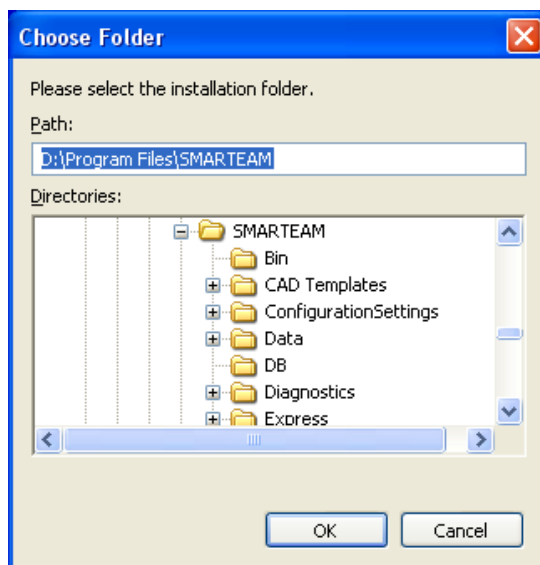 Choose Folder
Please select the installation folder.
Path:
D:\Program Files\SMARTEAM
Directories:
SMARTEAM
Bin
CAD Templates
ConfigurationSettings
Data
DB
Diagnostics
Express
OK
Cancel